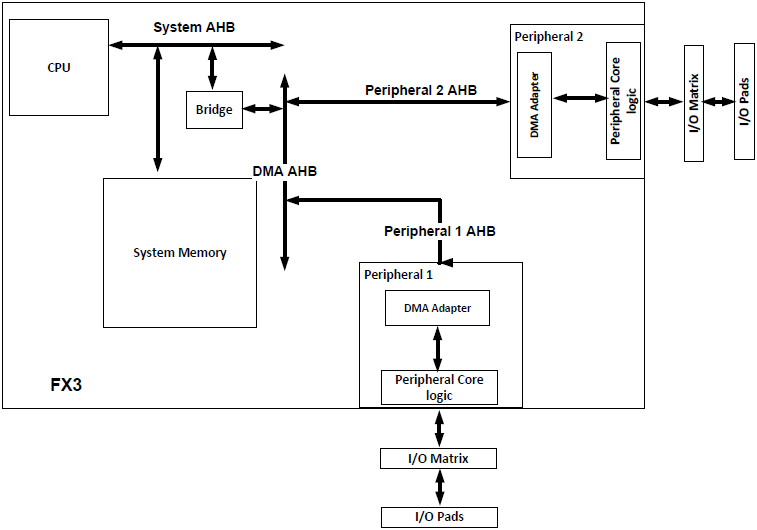 System AHB
CPU
Bridge
Peripheral 2 AHB
Peripheral 2
DMA Adapter
Peripheral Core
logic
I/O Matrix
I/O Pads
DMA AHB
System Memory
Peripheral 1 AHB
Peripheral 1
DMA Adapter
Peripheral Core
logic
FX3
I/O Matrix
I/O Pads